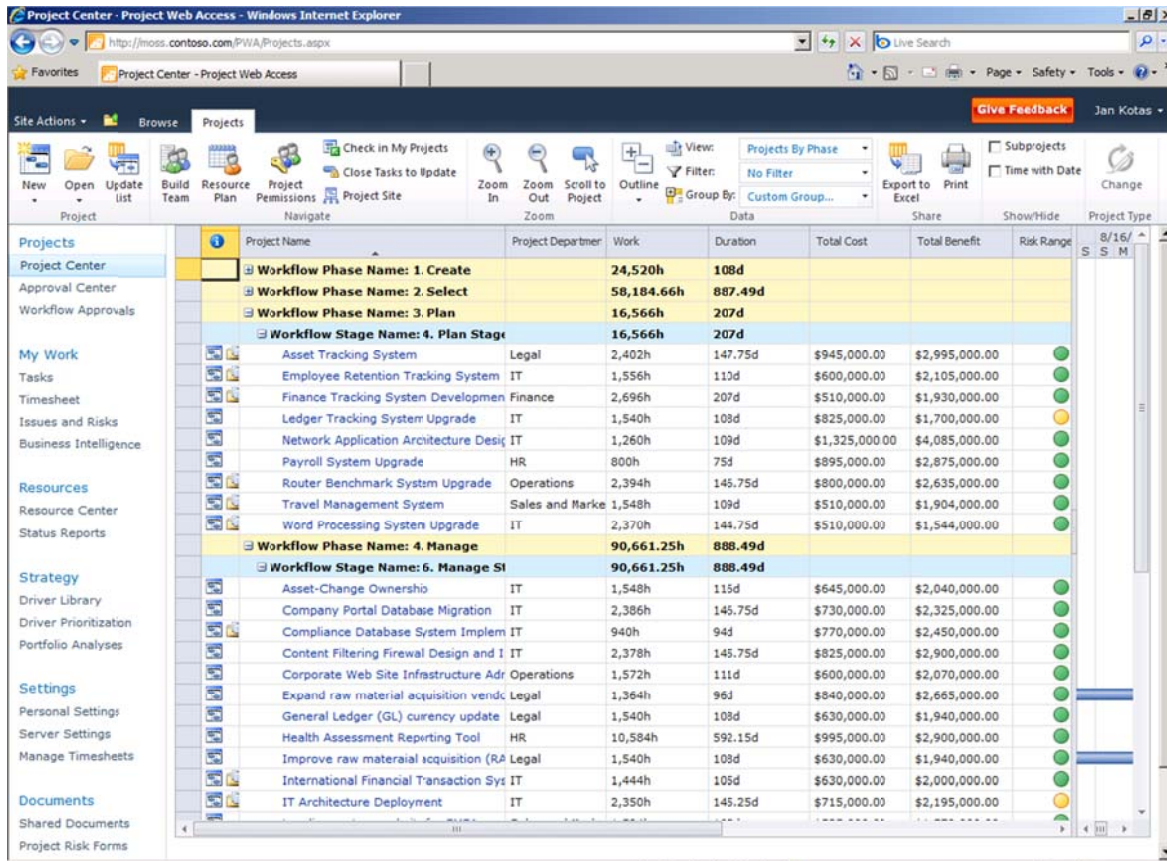 Project Center - Project Web Access - Windows Internet Explorer
http://moss.contoso.com/PWA/Projects.aspx
Live Search
Favorites
Project Center - Project Web Access
Page
Safety
Tools
Give Feedback
Jan Kotas
Site Actions
Browse
Projects
New
Open
Update list
Project
Build Team
Resource Plan
Project Permissions
Check in My Projects
Close Tasks to Update
Project Site
Navigate
Zoom In
Zoom Out
Scroll to Project
Zoom
Outline
View: Projects By Phase
Filter: No Filter
Group By: Custom Group...
Data
Export to Excel
Print
Share
Subprojects
Time with Date
Show/Hide
Change
Project Type
Projects
Project Center
Approval Center
Workflow Approvals
My Work
Tasks
Timesheet
Issues and Risks
Business Intelligence
Resources
Resource Center
Status Reports
Strategy
Driver Library
Driver Prioritization
Portfolio Analyses
Settings
Personal Settings
Server Settings
Manage Timesheets
Documents
Shared Documents
Project Risk Forms
Project Name Project Departmer Work Duration Total Cost Total Benefit Risk Range 8/16/
S S M
Workflow Phase Name: 1. Create 24,520h 108d
Workflow Phase Name: 2. Select 58,184.66h 887.49d
Workflow Phase Name: 3. Plan 16,566h 207d
Workflow Stage Name: 4. Plan Stage 16,566h 207d
Asset Tracking System Legal 2,402h 147.75d $945,000.00 $2,995,000.00
Employee Retention Tracking System IT 1,556h 110d $600,000.00 $2,105,000.00
Finance Tracking System Developmen Finance 2,696h 207d $510,000.00 $1,930,000.00
Ledger Tracking System Upgrade IT 1,540h 108d $825,000.00 $1,700,000.00
Network Application Architecture Desig IT 1,260h 109d $1,325,000.00 $4,085,000.00
Payroll System Upgrade HR 800h 75d $895,000.00 $2,875,000.00
Router Benchmark System Upgrade Operations 2,394h 145.75d $800,000.00 $2,635,000.00
Travel Management System Sales and Marke 1,548h 109d $510,000.00 $1,904,000.00
Word Processing System Upgrade IT 2,370h 144.75d $510,000.00 $1,544,000.00
Workflow Phase Name: 4. Manage 90,661.25h 888.49d
Workflow Stage Name: 6. Manage St 90,661.25h 888.49d
Asset-Change Ownership IT 1,548h 115d $645,000.00 $2,040,000.00
Company Portal Database Migration IT 2,386h 145.75d $730,000.00 $2,325,000.00
Compliance Database System Implem IT 940h 94d $770,000.00 $2,450,000.00
Content Filtering Firewal Design and I IT 2,378h 145.75d $825,000.00 $2,900,000.00
Corporate Web Site Infrastructure Adr Operations 1,572h 111d $600,000.00 $2,070,000.00
Expand raw material acquisition vendo Legal 1,364h 96d $840,000.00 $2,665,000.00
General Ledger (GL) currency update Legal 1,540h 108d $630,000.00 $1,940,000.00
Health Assessment Reporting Tool HR 10,584h 592.15d $995,000.00 $2,900,000.00
Improve raw materaial acquisition (RA Legal 1,540h 108d $630,000.00 $1,940,000.00
International Financial Transaction Sys IT 1,444h 105d $630,000.00 $2,000,000.00
IT Architecture Deployment IT 2,350h 145.25d $715,000.00 $2,195,000.00